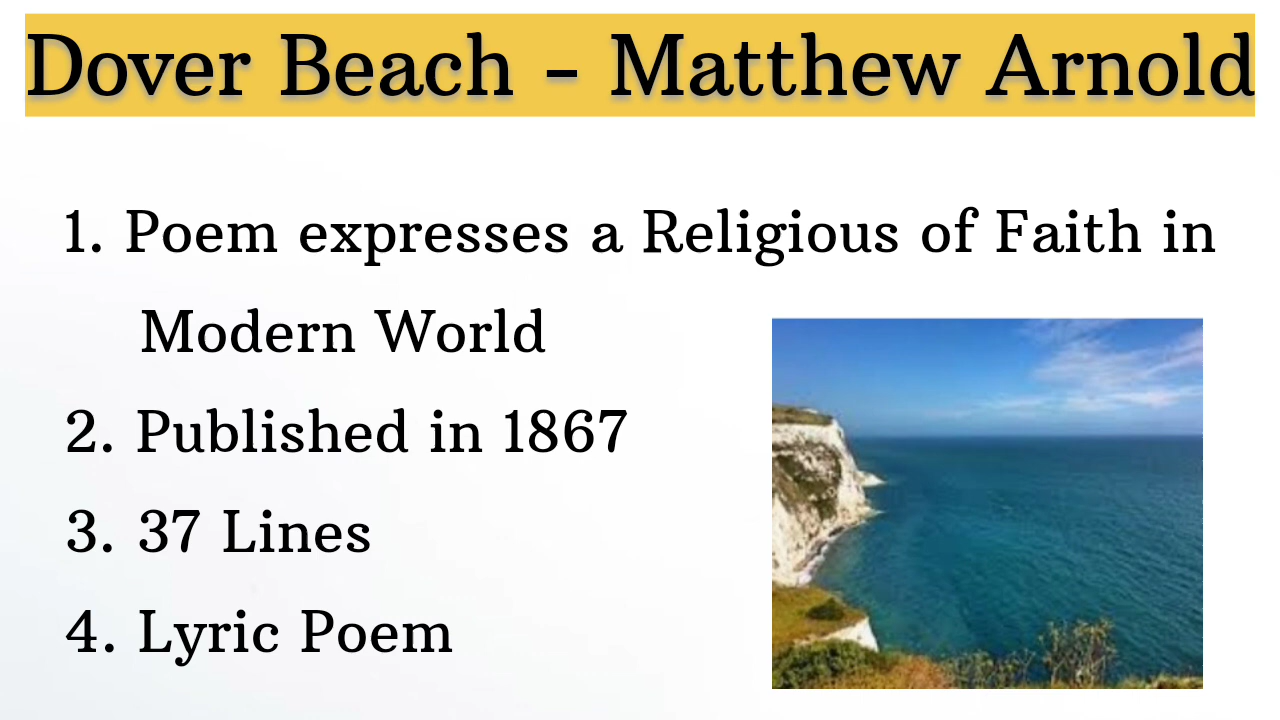 Dover Beach - Matthew Arnold
1. Poem expresses a Religious of Faith in
Modern World
2. Published in 1867
3. 37 Lines
4. Lyric Poem